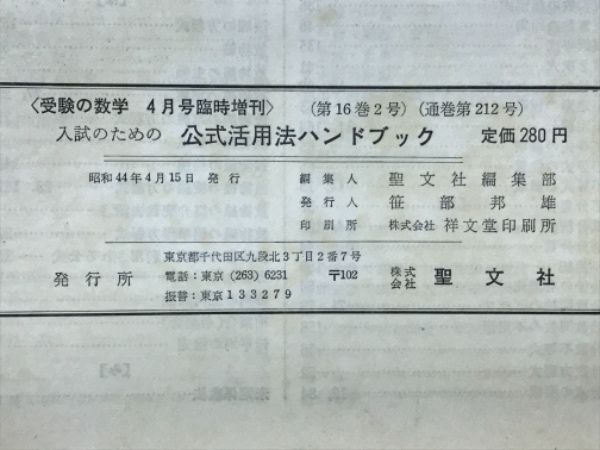 〈受験の数学 4月号臨時増刊〉 (第16巻2号) (通巻第212号)
入試のための 公式活用法ハンドブック 定価280円
昭和44年4月15日 発行 編集人 聖文社編集部
発行人 笹部邦雄
印刷所 株式会社 祥文堂印刷所
東京都千代田区九段北3丁目2番7号
発行所 電話:東京(263)6231 〒102 株式会社 聖文社
振替:東京133279